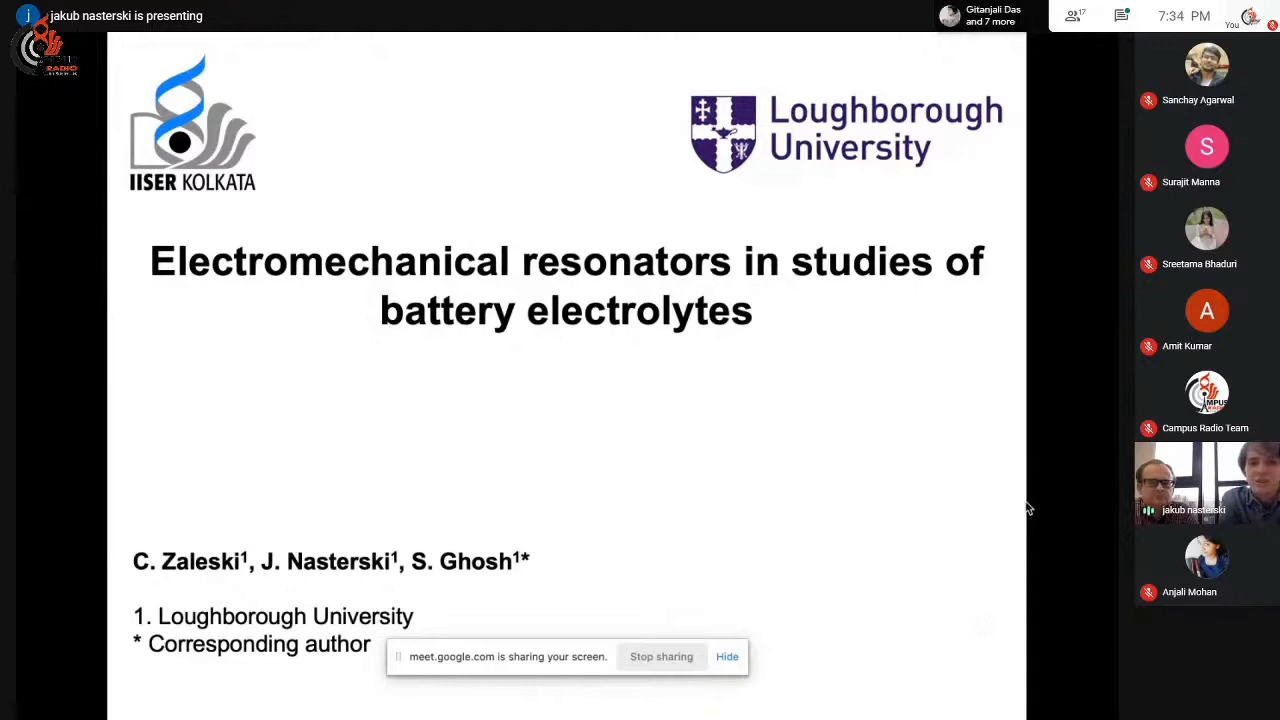 jakub nasterski is presenting
Gitanjali Das
and 7 more
17
7:34 PM
You
AMPUS
RADIO
IISER KOLKATA
Loughborough
University
Electromechanical resonators in studies of
battery electrolytes
C. Zaleski¹, J. Nasterski¹, S. Ghosh¹*
1. Loughborough University
* Corresponding author
meet.google.com is sharing your screen.
Stop sharing
Hide
Sanchay Agarwal
S
Surajit Manna
Sreetama Bhaduri
A
Amit Kumar
AMPUS
Campus Radio Team
jakub nasterski
Anjali Mohan